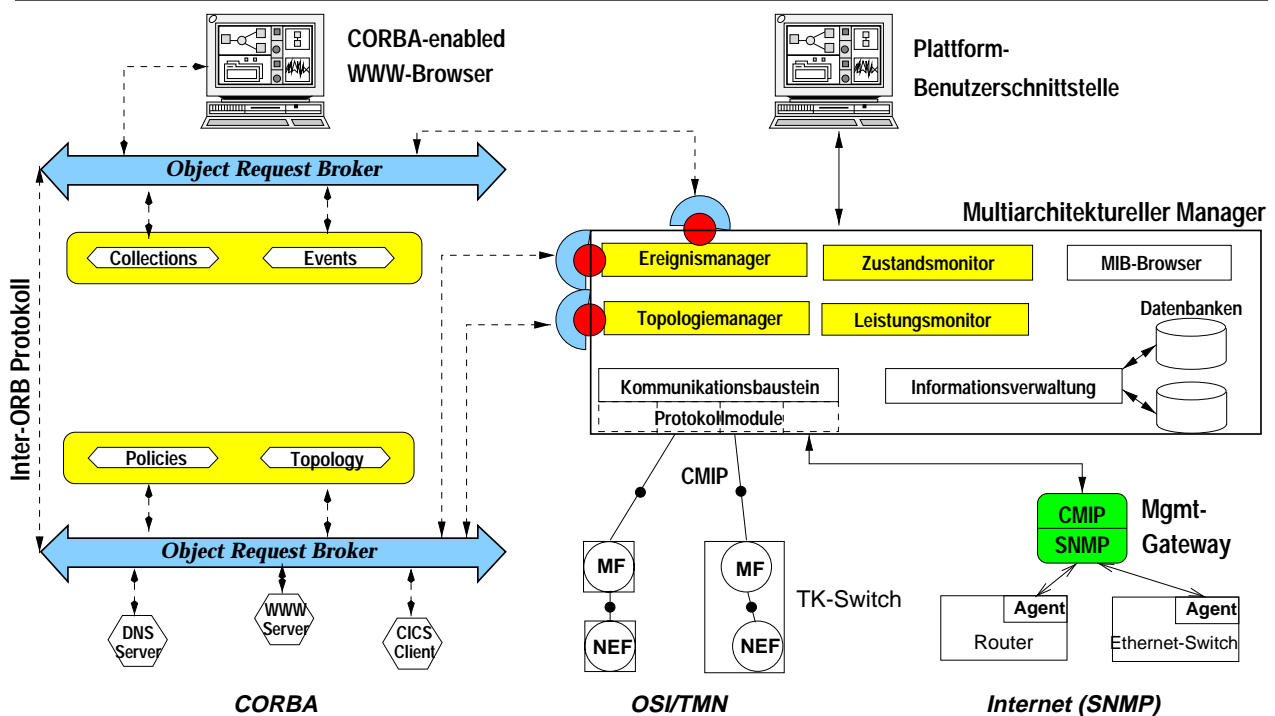 CORBA-enabled
WWW-Browser
Plattform-
Benutzerschnittstelle
Object Request Broker
Multiarchitektureller Manager
Collections
Events
Ereignismanager
Zustandsmonitor
MIB-Browser
Topologiemanager
Leistungsmonitor
Datenbanken
Inter-ORB Protokoll
Kommunikationsbaustein
Informationsverwaltung
Protokollmodule
Policies
Topology
CMIP
CMIP
SNMP
Mgmt-
Gateway
Object Request Broker
MF
MF
TK-Switch
NEF
NEF
DNS
Server
WWW
Server
CICS
Client
Agent
Router
Agent
Ethernet-Switch
CORBA
OSI/TMN
Internet (SNMP)